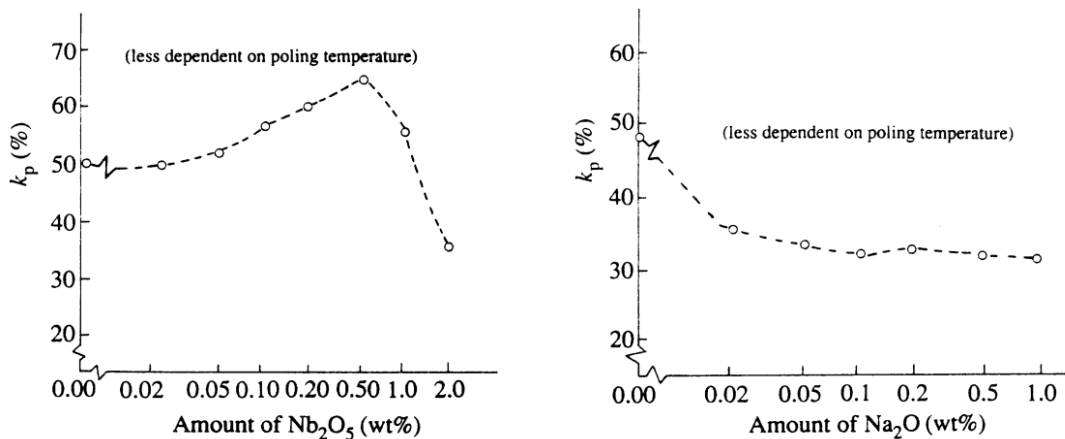 (less dependent on poling temperature)
70
60
50
40
30
20
kp (%)
0.00 0.02 0.05 0.10 0.20 0.50 1.0 2.0
Amount of Nb2O5 (wt%)
(less dependent on poling temperature)
60
50
40
30
20
kp (%)
0.00 0.02 0.05 0.1 0.2 0.5 1.0
Amount of Na2O (wt%)